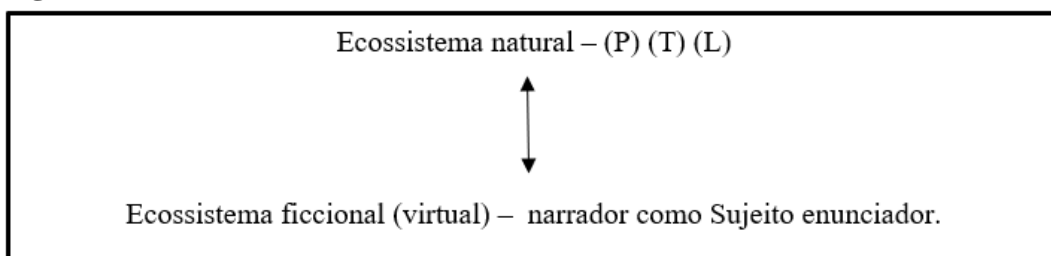 Ecossistema natural – (P) (T) (L)
Ecossistema ficcional (virtual) – narrador como Sujeito enunciador.